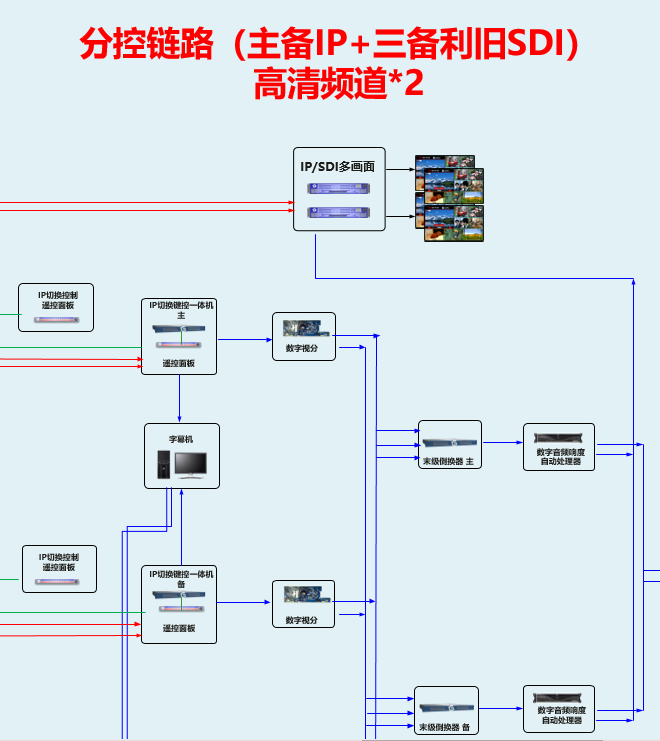 分控链路（主备IP+三备利旧SDI）
高清频道*2
IP/SDI多画面
IP切换控制
遥控面板
IP切换键控一体机
主
遥控面板
数字视分
字幕机
末级倒换器 主
数字音频响度
自动处理器
IP切换控制
遥控面板
IP切换键控一体机
备
遥控面板
数字视分
末级倒换器 备
数字音频响度
自动处理器